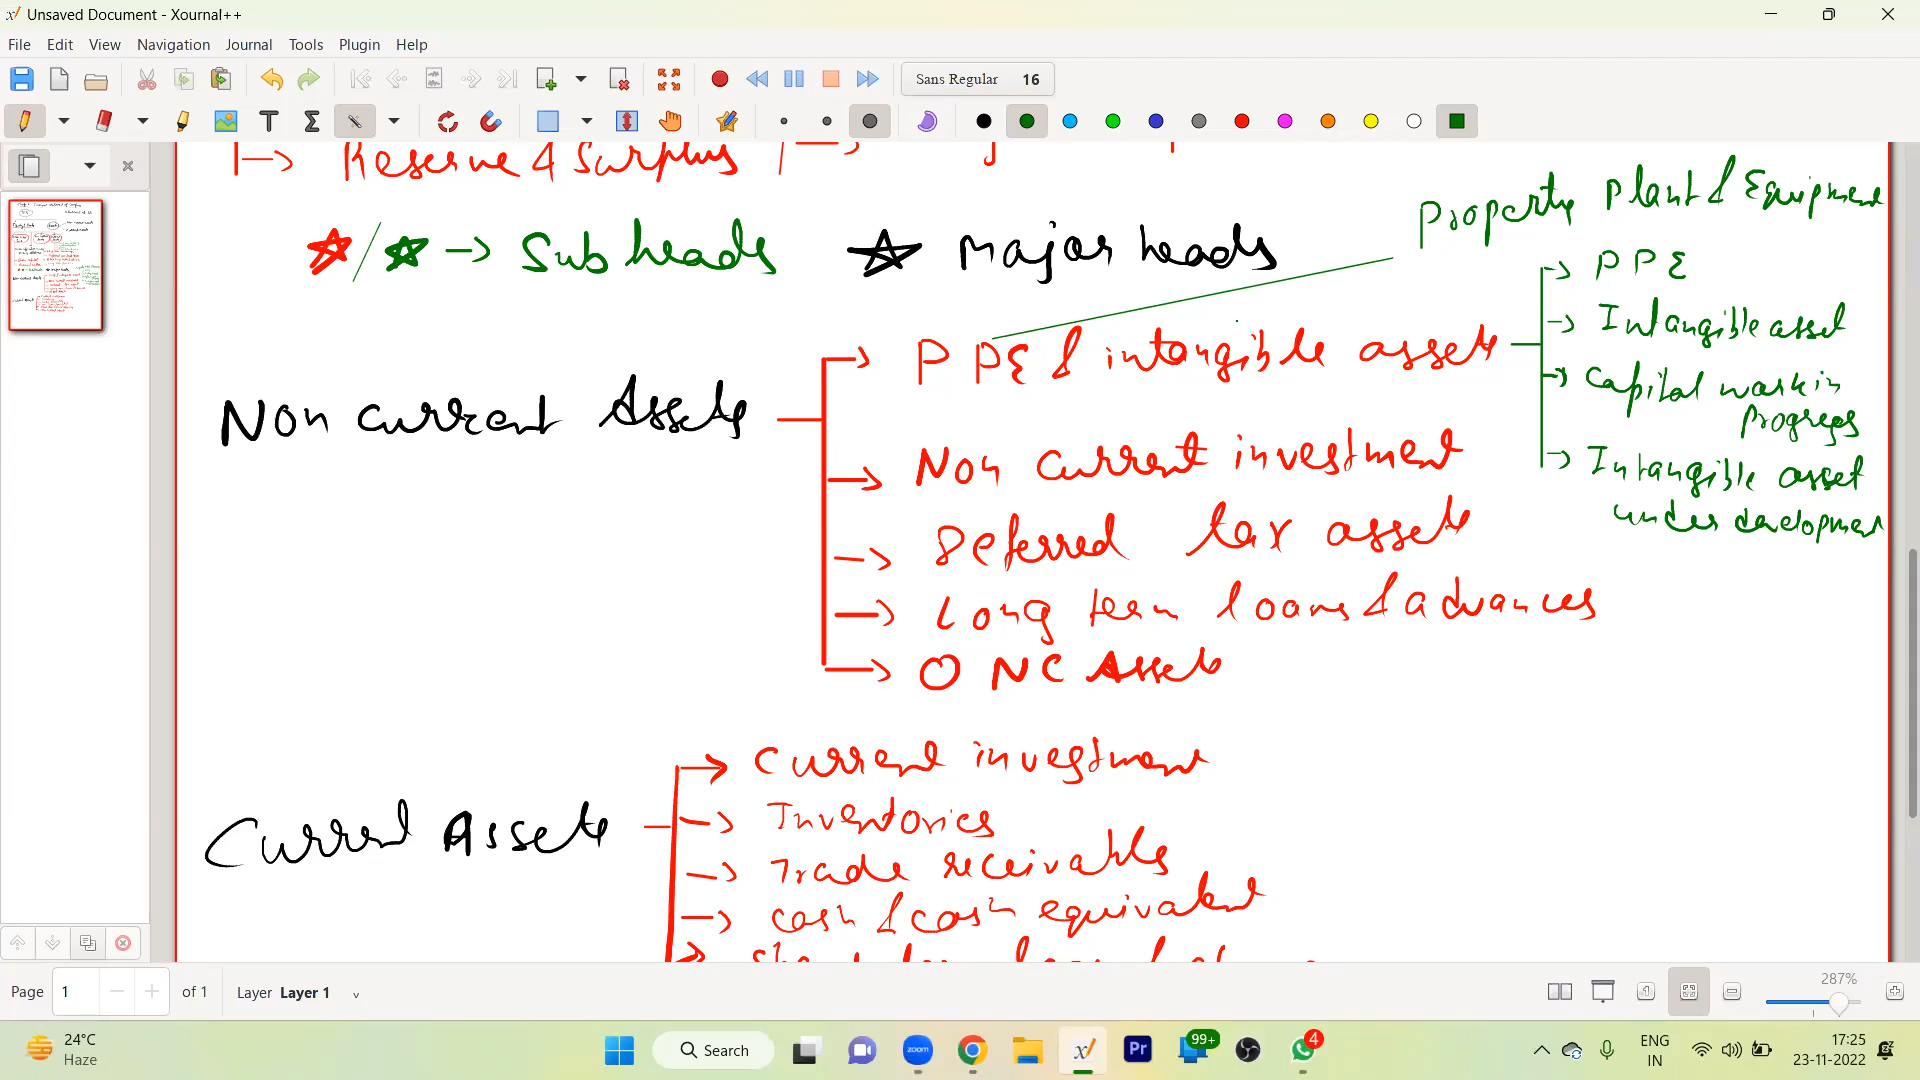 Unsaved Document - Xournal++
File Edit View Navigation Journal Tools Plugin Help
Sans Regular 16
Reserve & Surplus
Property Plant & Equipment
/ → Sub heads Major heads
PPE
Intangible asset
Capital work in
Progress
Intangible asset
under development
Non current Assets
PPE & intangible assets
Non current investment
Deferred tax assets
Long term loans & advances
O N C Assets
Current Assets
Current investment
Inventories
Trade receivables
Cash & cash equivalent
Page 1 of 1 Layer Layer 1
287%
24°C
Haze
Search
zoom
Pr
99+
4
ENG
IN
17:25
23-11-2022